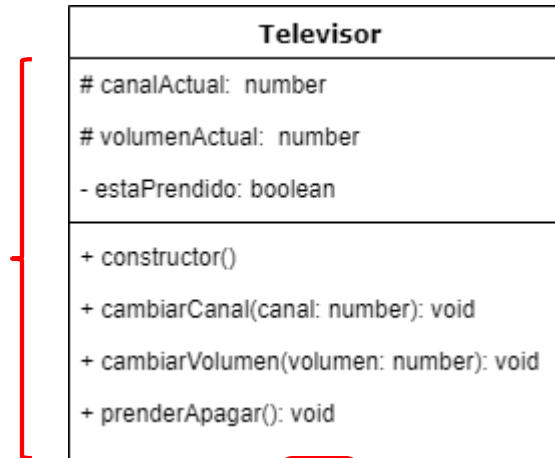 Televisor
# canalActual: number
# volumenActual: number
- estaPrendido: boolean
+ constructor()
+ cambiarCanal(canal: number): void
+ cambiarVolumen(volumen: number): void
+ prenderApagar(): void